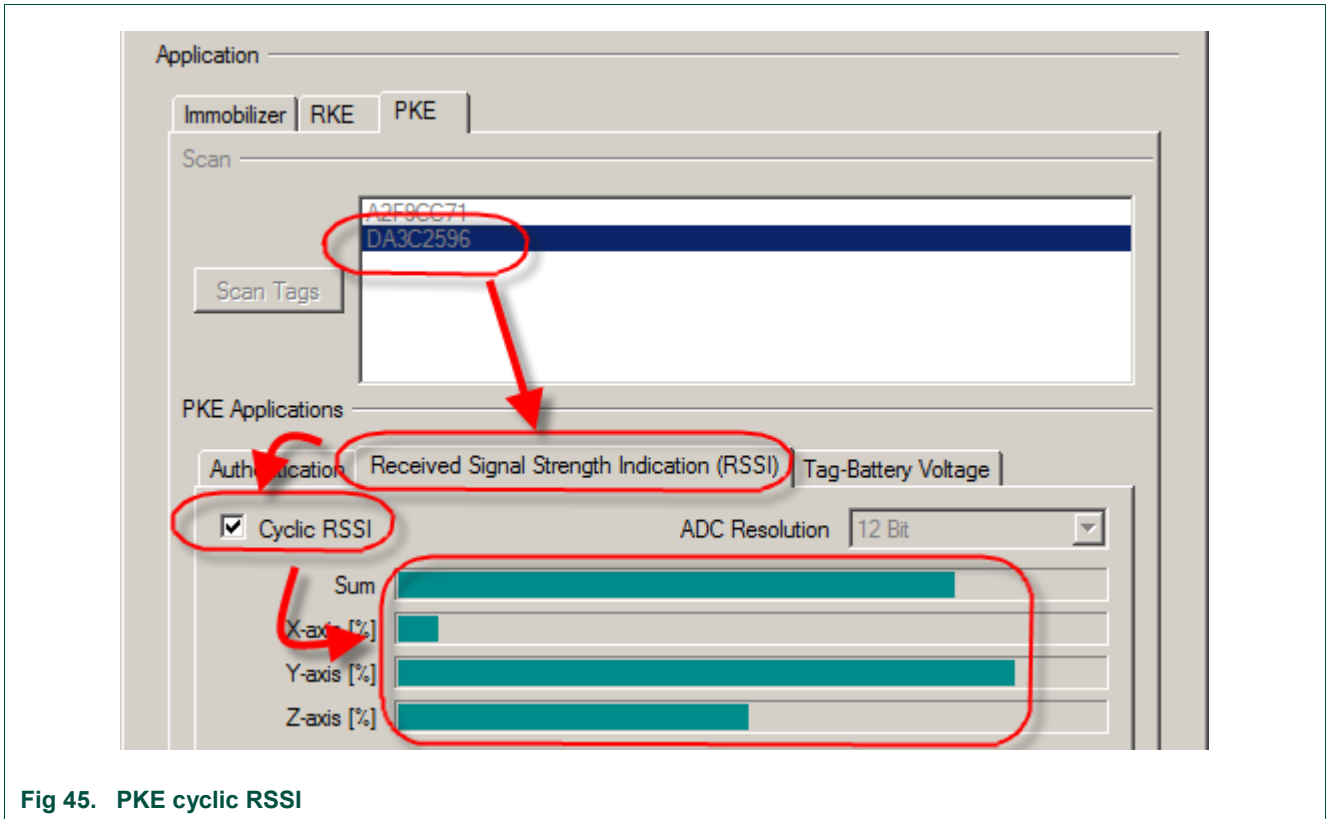 Application
Immobilizer RKE PKE
Scan
A2F9CC71
DA3C2596
Scan Tags
PKE Applications
Authentication Received Signal Strength Indication (RSSI) Tag-Battery Voltage
Cyclic RSSI ADC Resolution 12 Bit
Sum
X-axis [%]
Y-axis [%]
Z-axis [%]
Fig 45. PKE cyclic RSSI